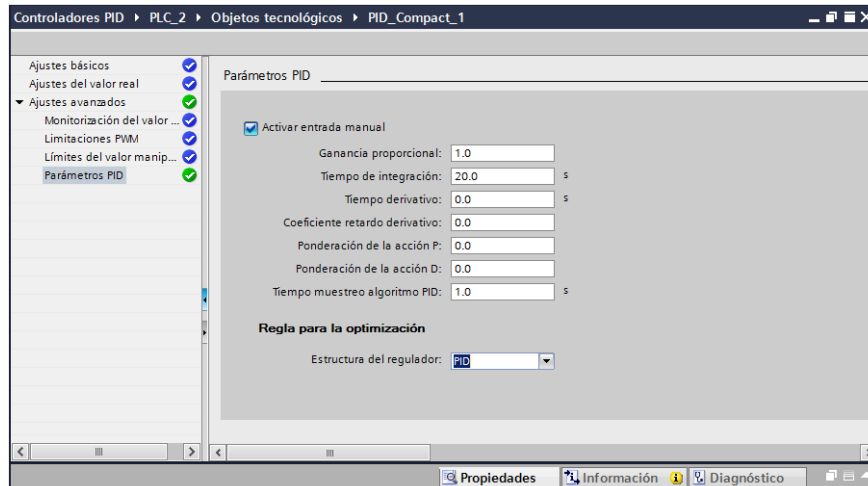 Controladores PID ▸ PLC_2 ▸ Objetos tecnológicos ▸ PID_Compact_1
Ajustes básicos
Ajustes del valor real
Ajustes avanzados
Monitorización del valor ...
Limitaciones PWM
Límites del valor manip...
Parámetros PID
Parámetros PID
Activar entrada manual
Ganancia proporcional: 1.0
Tiempo de integración: 20.0 s
Tiempo derivativo: 0.0 s
Coeficiente retardo derivativo: 0.0
Ponderación de la acción P: 0.0
Ponderación de la acción D: 0.0
Tiempo muestreo algoritmo PID: 1.0 s
Regla para la optimización
Estructura del regulador: PID
Propiedades Información Diagnóstico